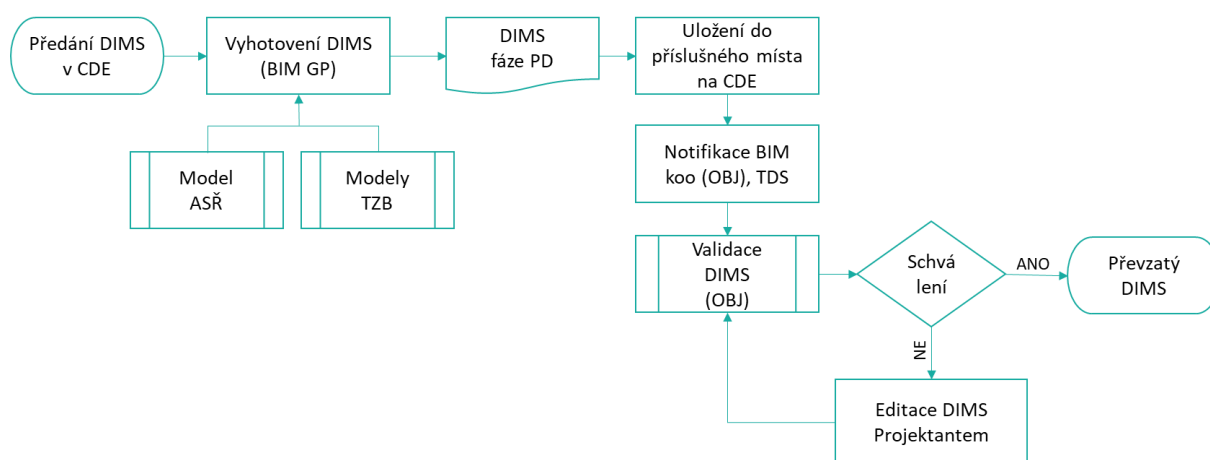 Předání DIMS
v CDE
Vyhotovení DIMS
(BIM GP)
DIMS
fáze PD
Uložení do
příslušného místa
na CDE
Model
ASŘ
Modely
TZB
Notifikace BIM
koo (OBJ), TDS
Validace
DIMS
(OBJ)
Schvá
lení
ANO
Převzatý
DIMS
NE
Editace DIMS
Projektantem